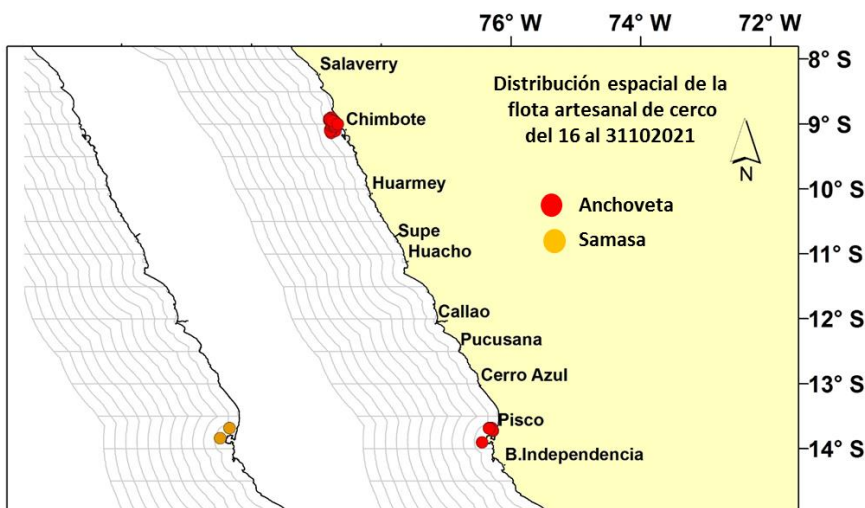 76° W 74° W 72° W
8° S
Salaverry
Distribución espacial de la
flota artesanal de cerco
del 16 al 31102021
9° S
Chimbote
N
Huarmey
10° S
Anchoveta
Supe
Samasa
Huacho
11° S
Callao
12° S
Pucusana
Cerro Azul
13° S
Pisco
14° S
B.Independencia